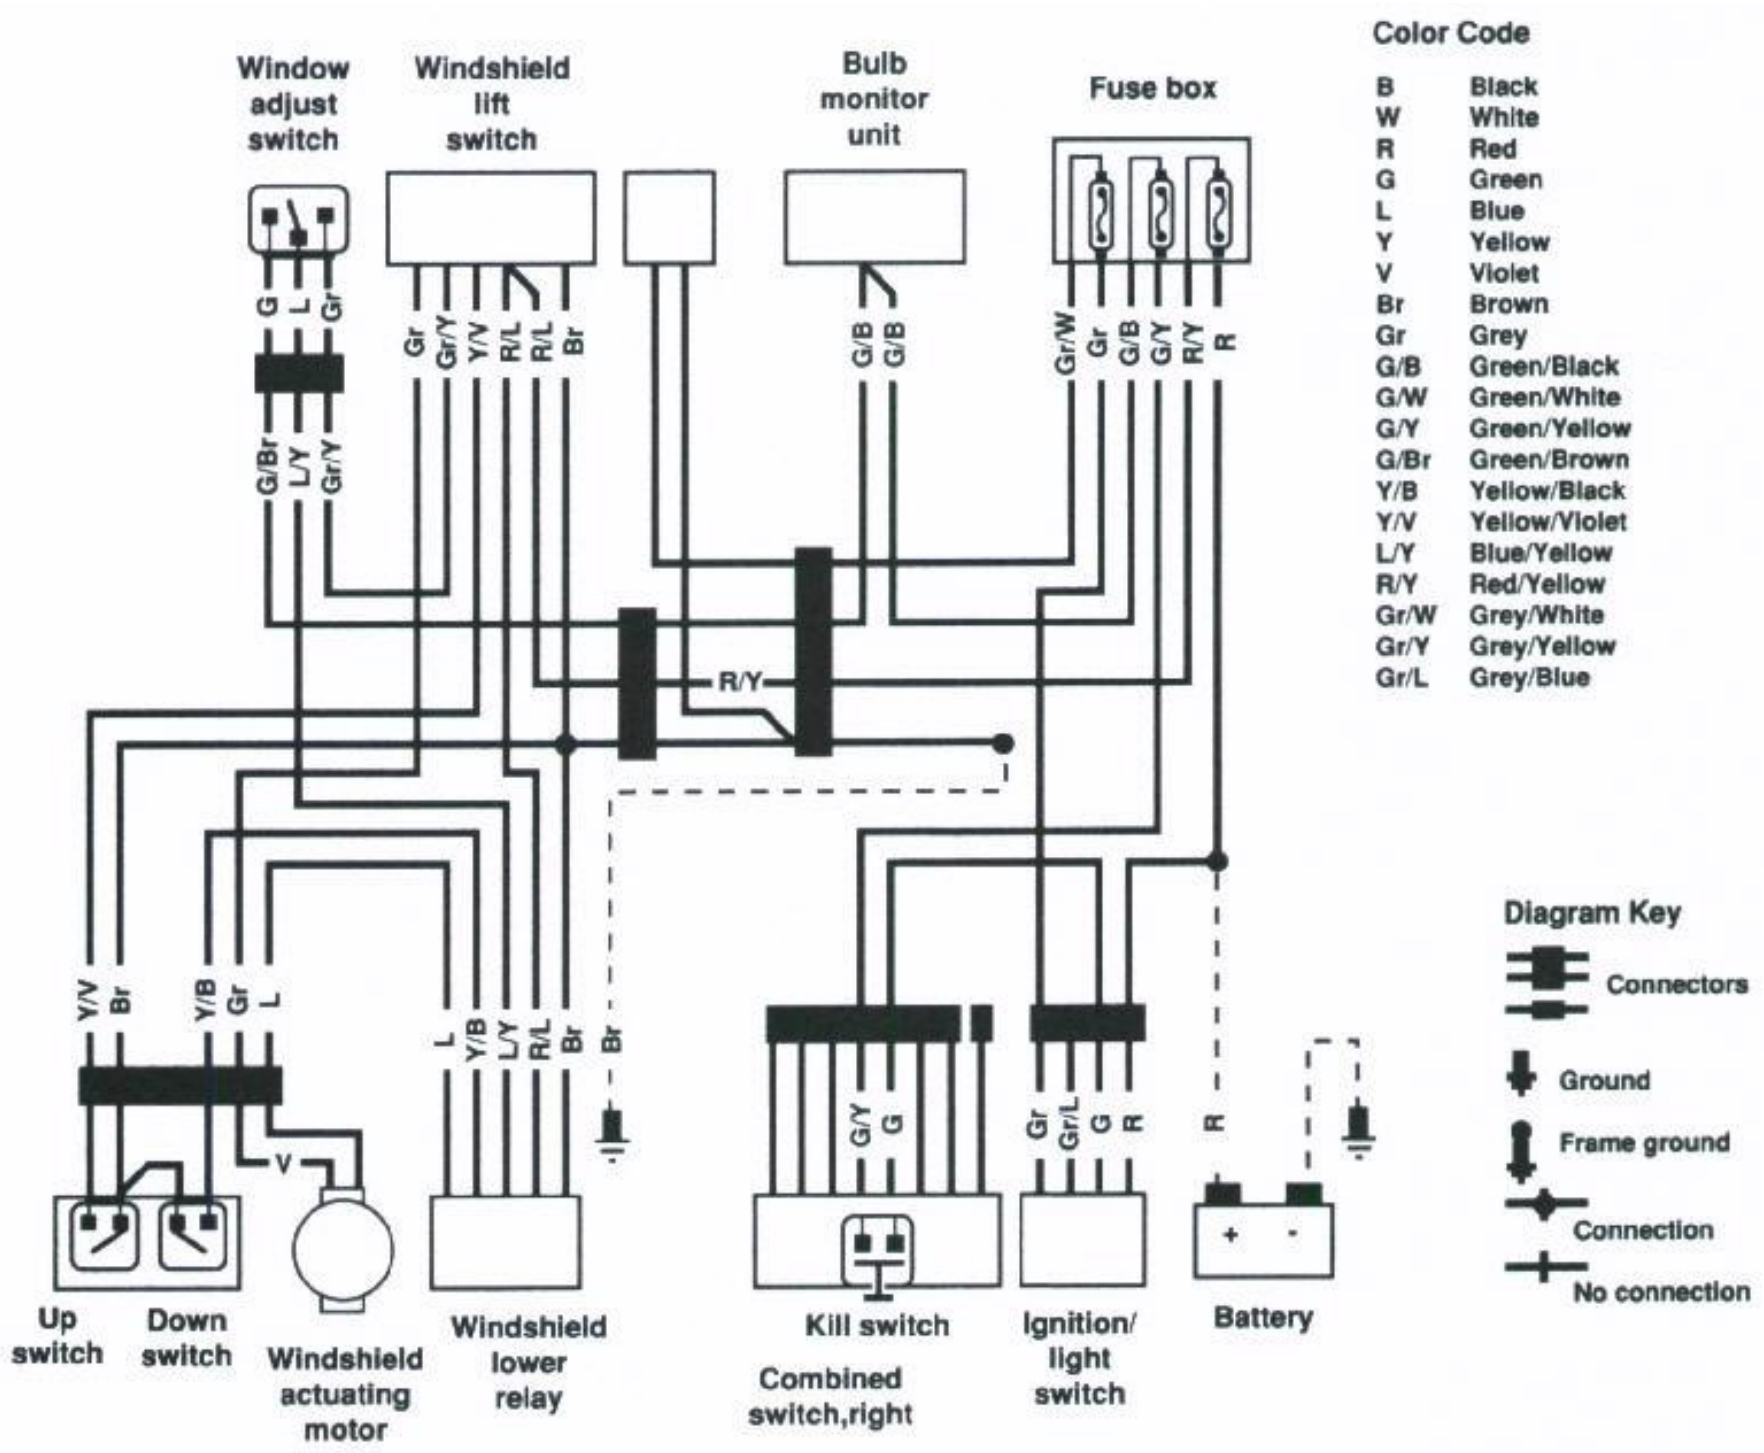 Color Code
Window adjust switch
Windshield lift switch
Bulb monitor unit
Fuse box
B Black
W White
R Red
G Green
L Blue
Y Yellow
V Violet
Br Brown
Gr Grey
G/B Green/Black
G/W Green/White
G/Y Green/Yellow
G/Br Green/Brown
Y/B Yellow/Black
Y/V Yellow/Violet
L/Y Blue/Yellow
R/Y Red/Yellow
Gr/W Grey/White
Gr/Y Grey/Yellow
Gr/L Grey/Blue
G L Gr
Gr Gr/Y Y/V R/L R/L Br
G/B G/B
Gr/W Gr G/B G/Y R/Y R
G/Br L/Y Gr/Y
R/Y
Y/V Br Y/B Gr L
L Y/B L/Y R/L Br Br
G/Y G
Gr Gr/L G R
R
V
+ -
Diagram Key
Connectors
Ground
Frame ground
Connection
No connection
Up switch
Down switch
Windshield actuating motor
Windshield lower relay
Kill switch
Combined switch,right
Ignition/ light switch
Battery